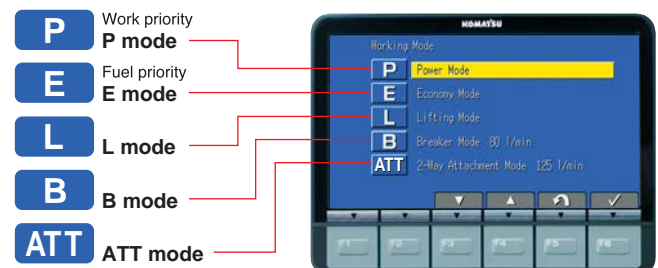 P
Work priority
P mode
E
Fuel priority
E mode
L
L mode
B
B mode
ATT
ATT mode
KOMATSU
Working Mode
P Power Mode
E Economy Mode
L Lifting Mode
B Breaker Mode 80 l/min
ATT 2-Way Attachment Mode 125 l/min
F1 F2 F3 F4 F5 F6